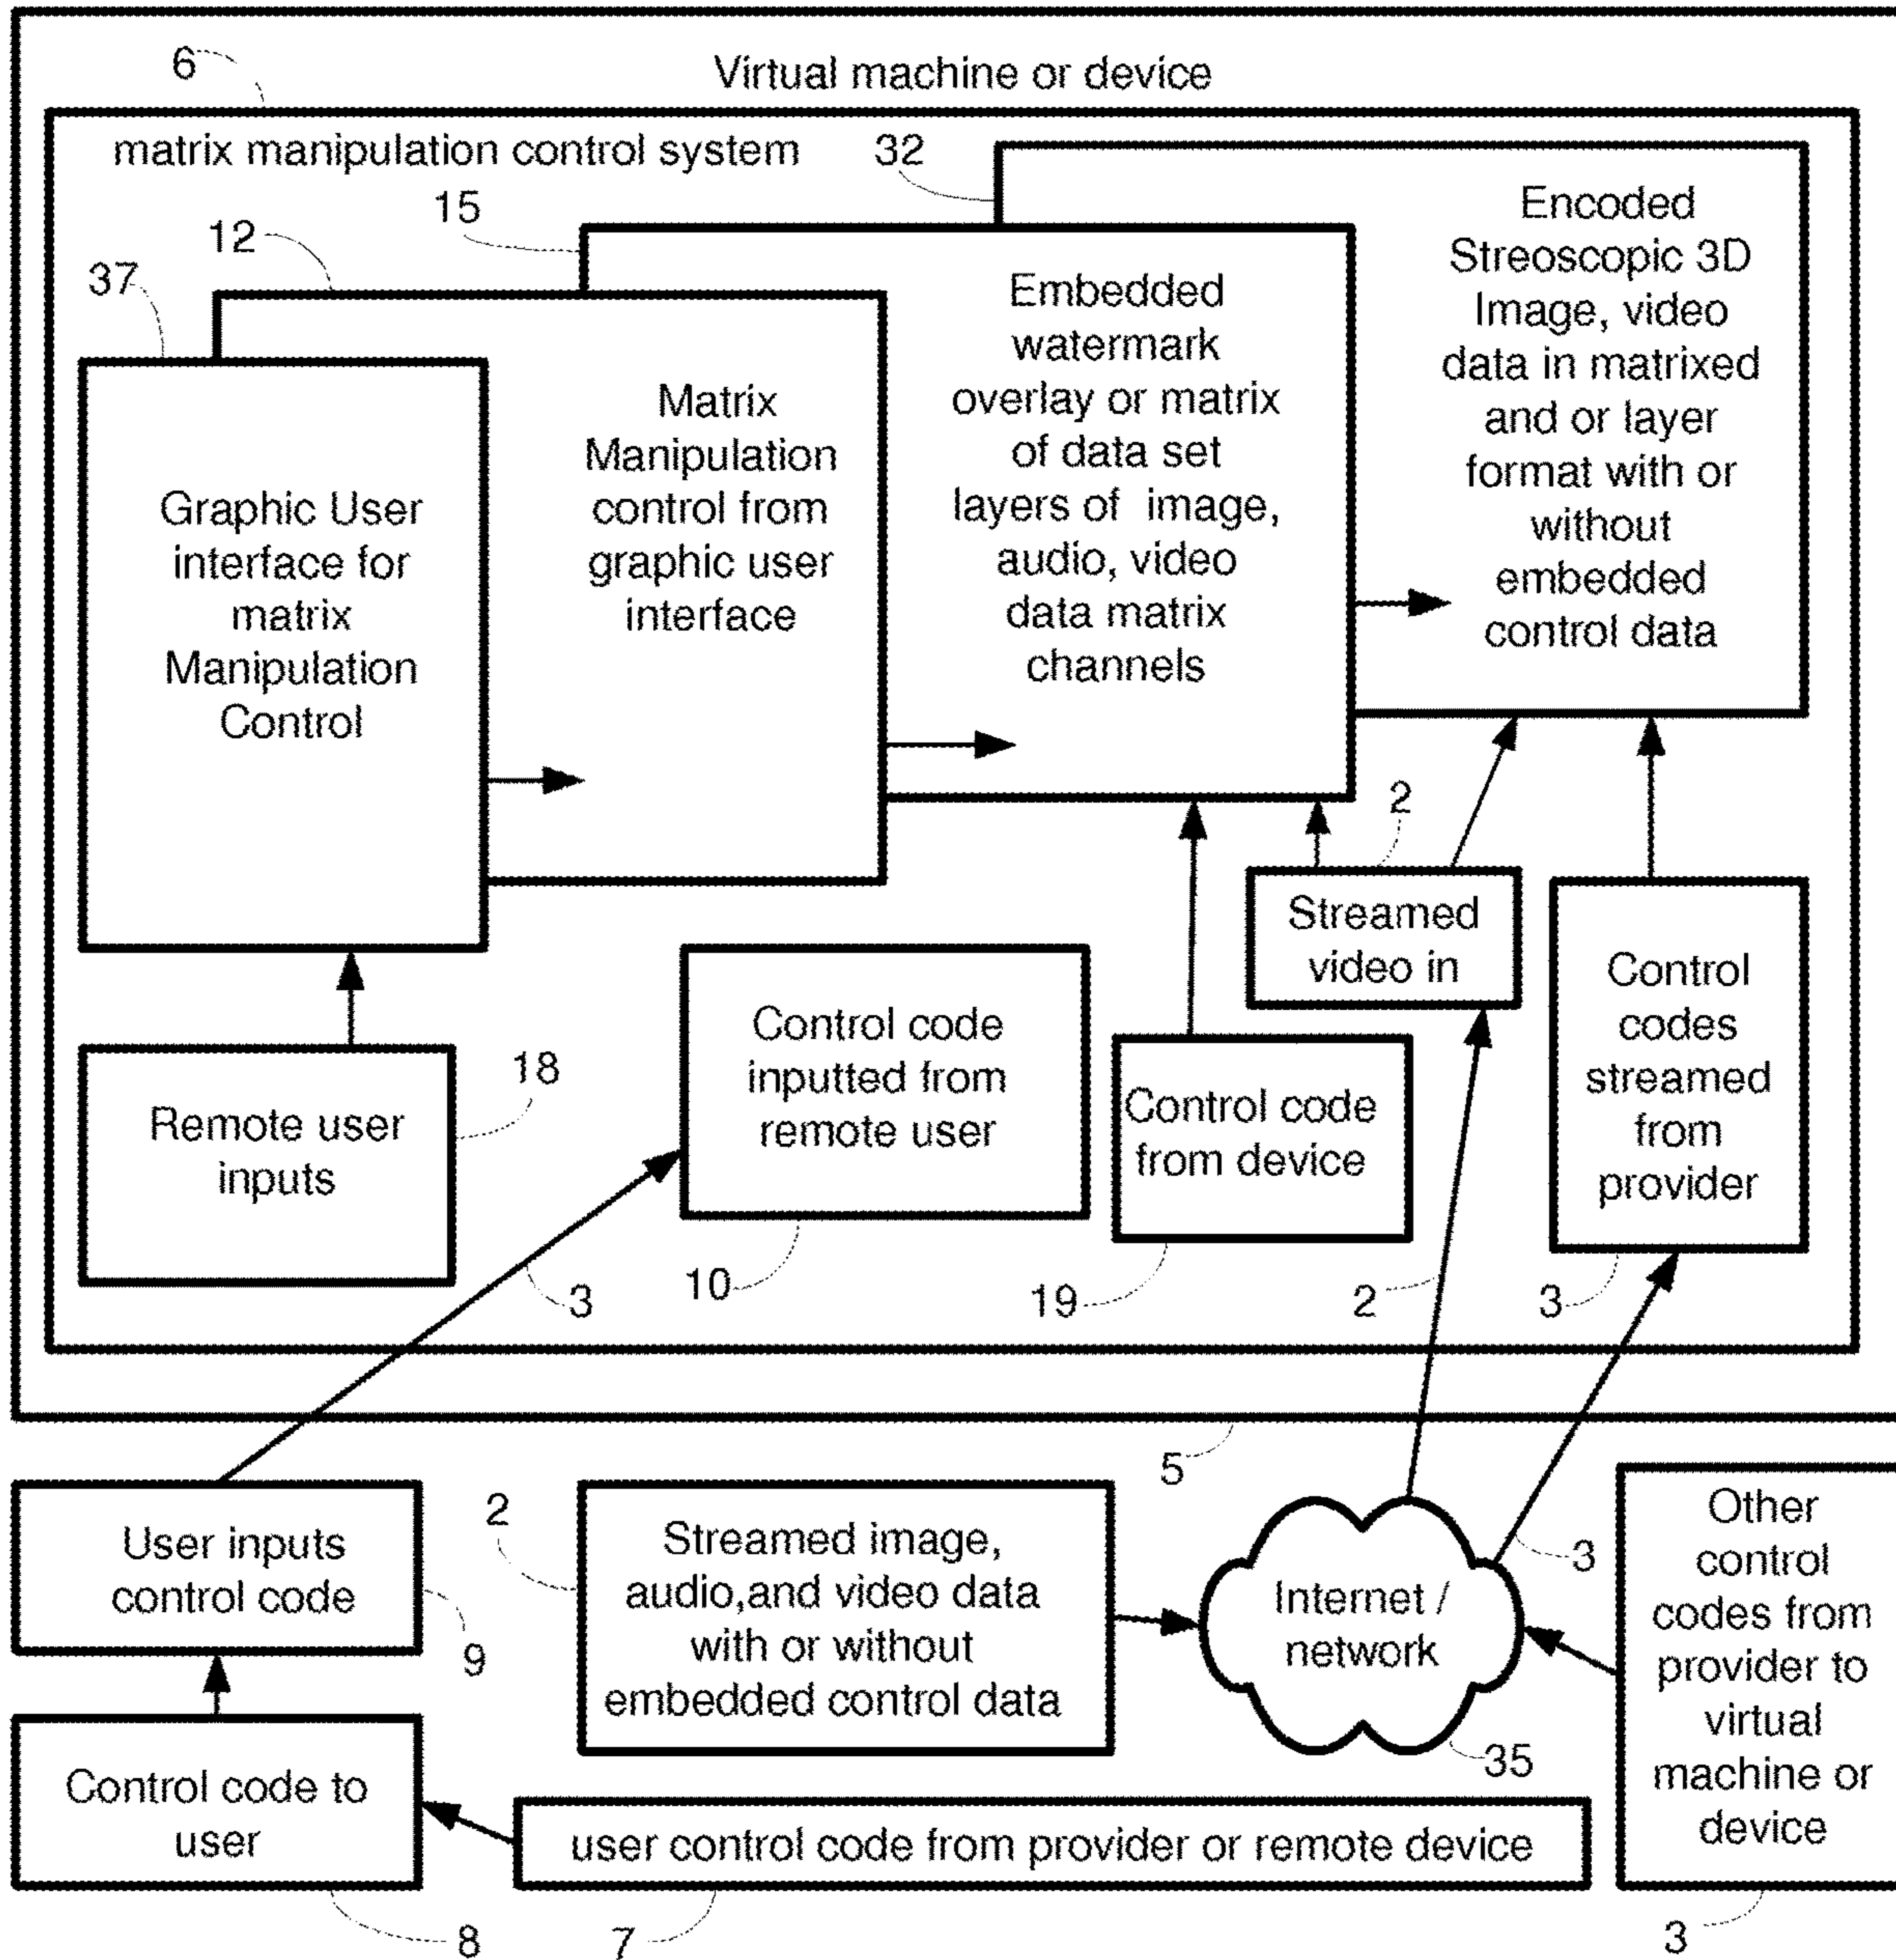 Virtual machine or device
6
matrix manipulation control system
32
15
12
37
Graphic User
interface for
matrix
Manipulation
Control
Matrix
Manipulation
control from
graphic user
interface
Embedded
watermark
overlay or matrix
of data set
layers of image,
audio, video
data matrix
channels
Encoded
Streoscopic 3D
Image, video
data in matrixed
and or layer
format with or
without
embedded
control data
2
Streamed
video in
Control
codes
streamed
from
provider
Control code
inputted from
remote user
Control code
from device
Remote user
inputs
18
3
10
19
2
3
5
User inputs
control code
9
2
Streamed image,
audio,and video data
with or without
embedded control data
Internet /
network
3
35
Other
control
codes from
provider to
virtual
machine or
device
Control code to
user
user control code from provider or remote device
8
7
3